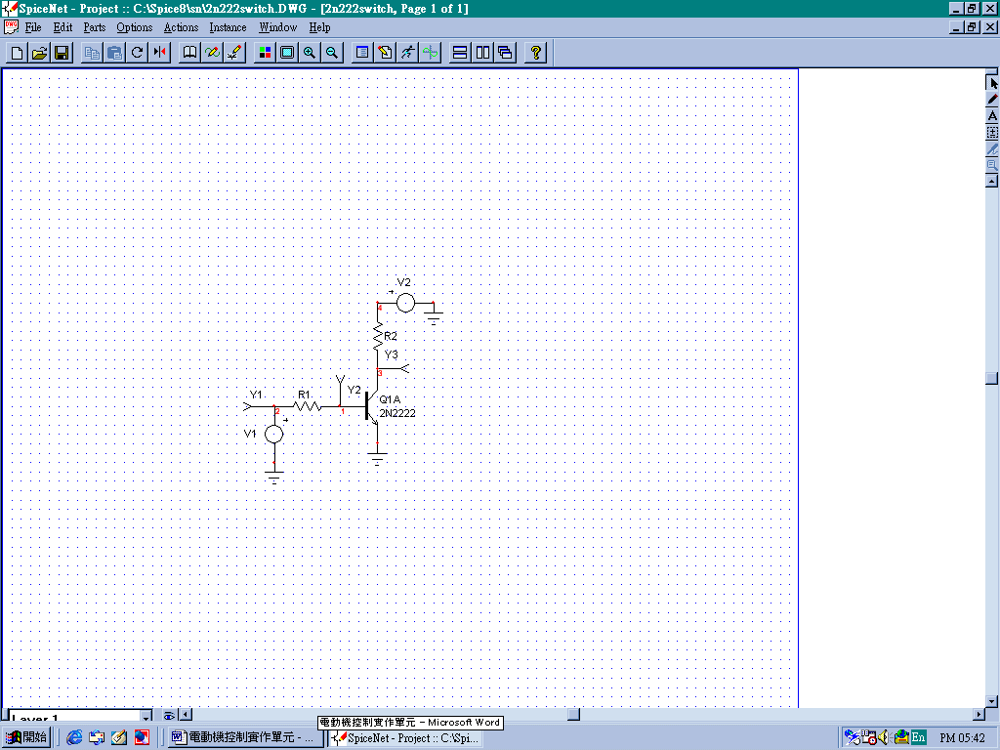 SpiceNet - Project :: C:\Spice8\sn\2n222switch.DWG - [2n222switch, Page 1 of 1]
DWG File Edit Parts Options Actions Instance Window Help
V2
+
4
R2
Y3
3
Y1 R1 Y2
2 1 Q1A
2N2222
+
V1
Layer 1
電動機控制實作單元 - Microsoft Word
開始 電動機控制實作單元 - ... SpiceNet - Project :: C:\Spi... En PM 05:42